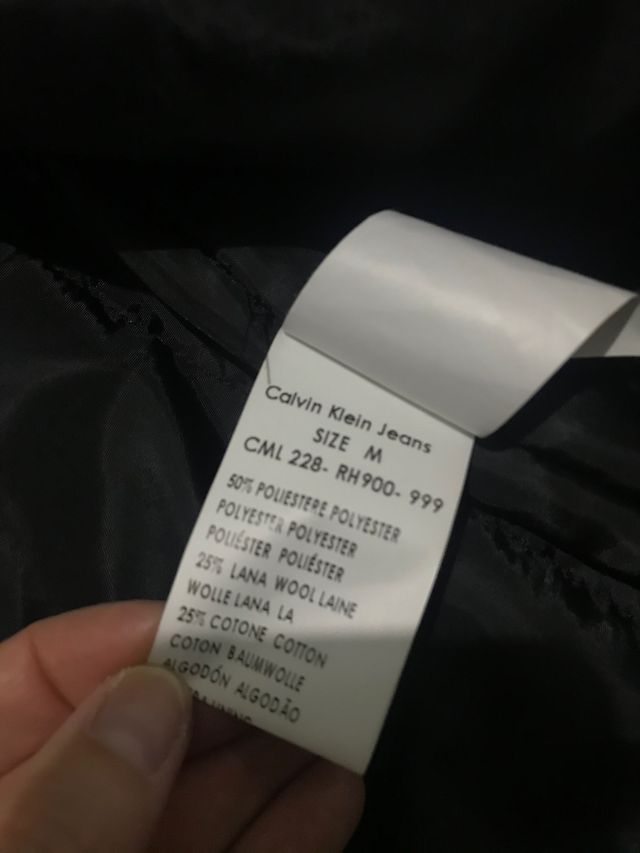 Calvin Klein Jeans
SIZE M
CML 228- RH900- 999
50% POLIESTERE POLYESTER
POLYESTER POLYESTER
POLIÉSTER POLIÉSTER
25% LANA WOOL LAINE
WOLLE LANA LA
25% COTONE COTTON
COTON BAUMWOLLE
ALGODÓN ALGODÃO
LINING